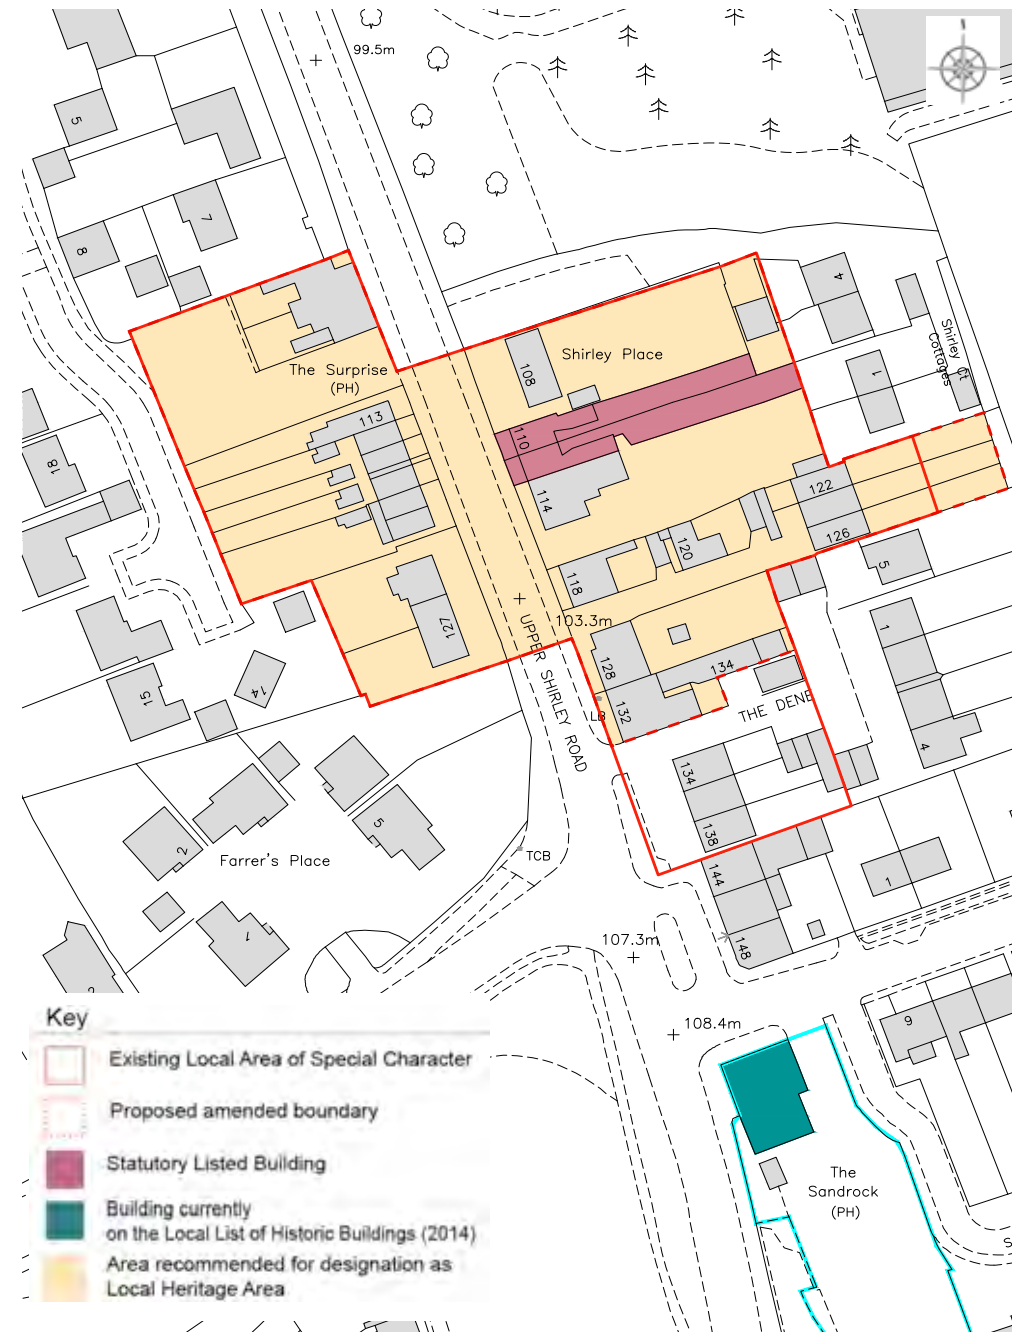 99.5m
5
7
8
4
Shirley Place
108
The Surprise
(PH)
Shirley Ct
Cottages
1
113
110
18
114
122
126
120
118
5
103.3m
127
1
128
134
UPPER SHIRLEY ROAD
14
15
132
LB
THE DENE
4
134
138
5
2
Farrer's Place
TCB
144
1
148
1
107.3m
2
108.4m
9
Key
Existing Local Area of Special Character
Proposed amended boundary
Statutory Listed Building
Building currently
on the Local List of Historic Buildings (2014)
Area recommended for designation as
Local Heritage Area
The
Sandrock
(PH)
S